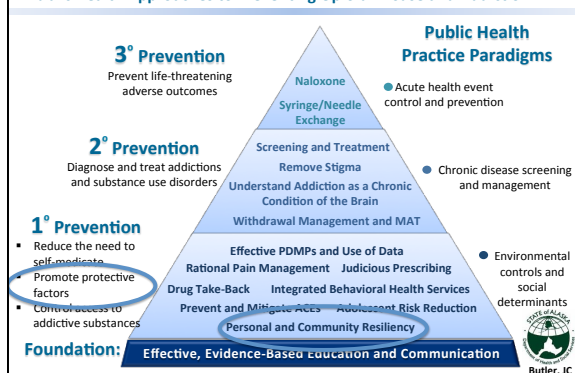 Public Health
Practice Paradigms
3° Prevention
Prevent life-threatening
adverse outcomes
Naloxone
Syringe/Needle
Exchange
Acute health event
control and prevention
2° Prevention
Diagnose and treat addictions
and substance use disorders
Screening and Treatment
Remove Stigma
Understand Addiction as a Chronic
Condition of the Brain
Withdrawal Management and MAT
Chronic disease screening
and management
1° Prevention
Reduce the need to
self-medicate
Promote protective
factors
Control access to
addictive substances
Effective PDMPs and Use of Data
Rational Pain Management Judicious Prescribing
Drug Take-Back Integrated Behavioral Health Services
Prevent and Mitigate ACEs Adolescent Risk Reduction
Personal and Community Resiliency
Environmental
controls and
social
determinants
Foundation: Effective, Evidence-Based Education and Communication
STATE of ALASKA
Butler, JC